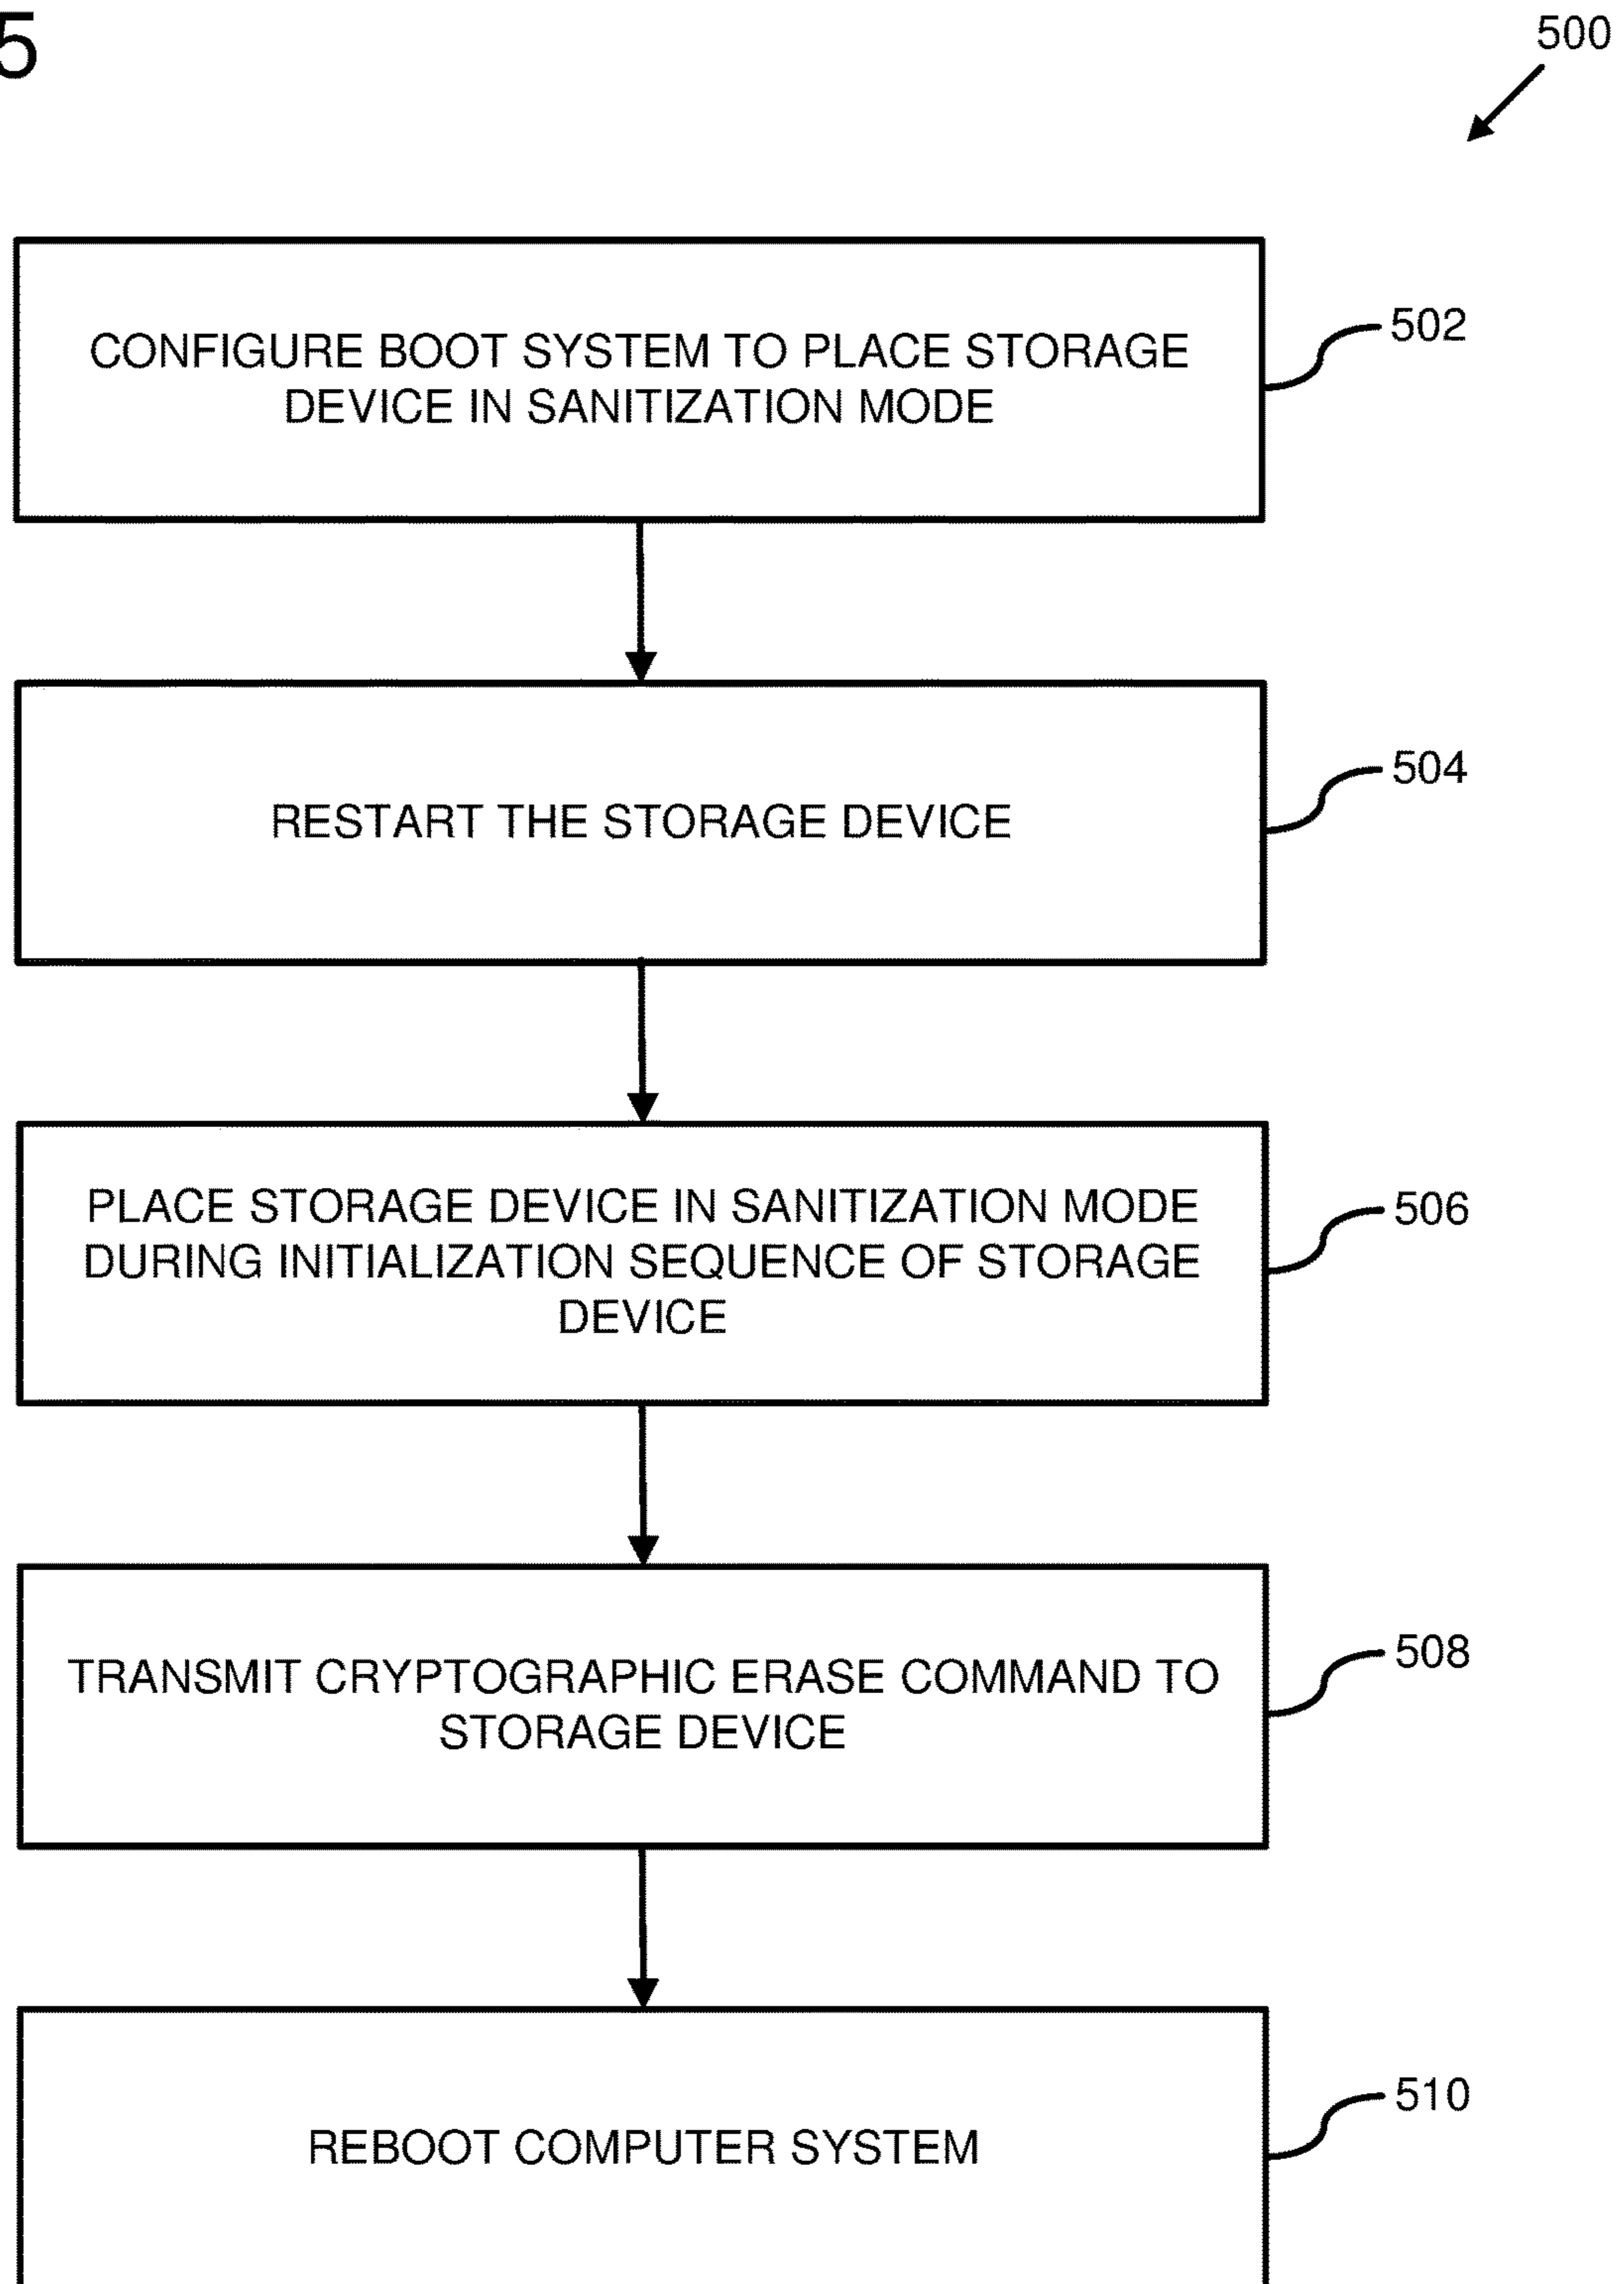 5
500
CONFIGURE BOOT SYSTEM TO PLACE STORAGE
DEVICE IN SANITIZATION MODE
502
RESTART THE STORAGE DEVICE
504
PLACE STORAGE DEVICE IN SANITIZATION MODE
DURING INITIALIZATION SEQUENCE OF STORAGE
DEVICE
506
TRANSMIT CRYPTOGRAPHIC ERASE COMMAND TO
STORAGE DEVICE
508
REBOOT COMPUTER SYSTEM
510